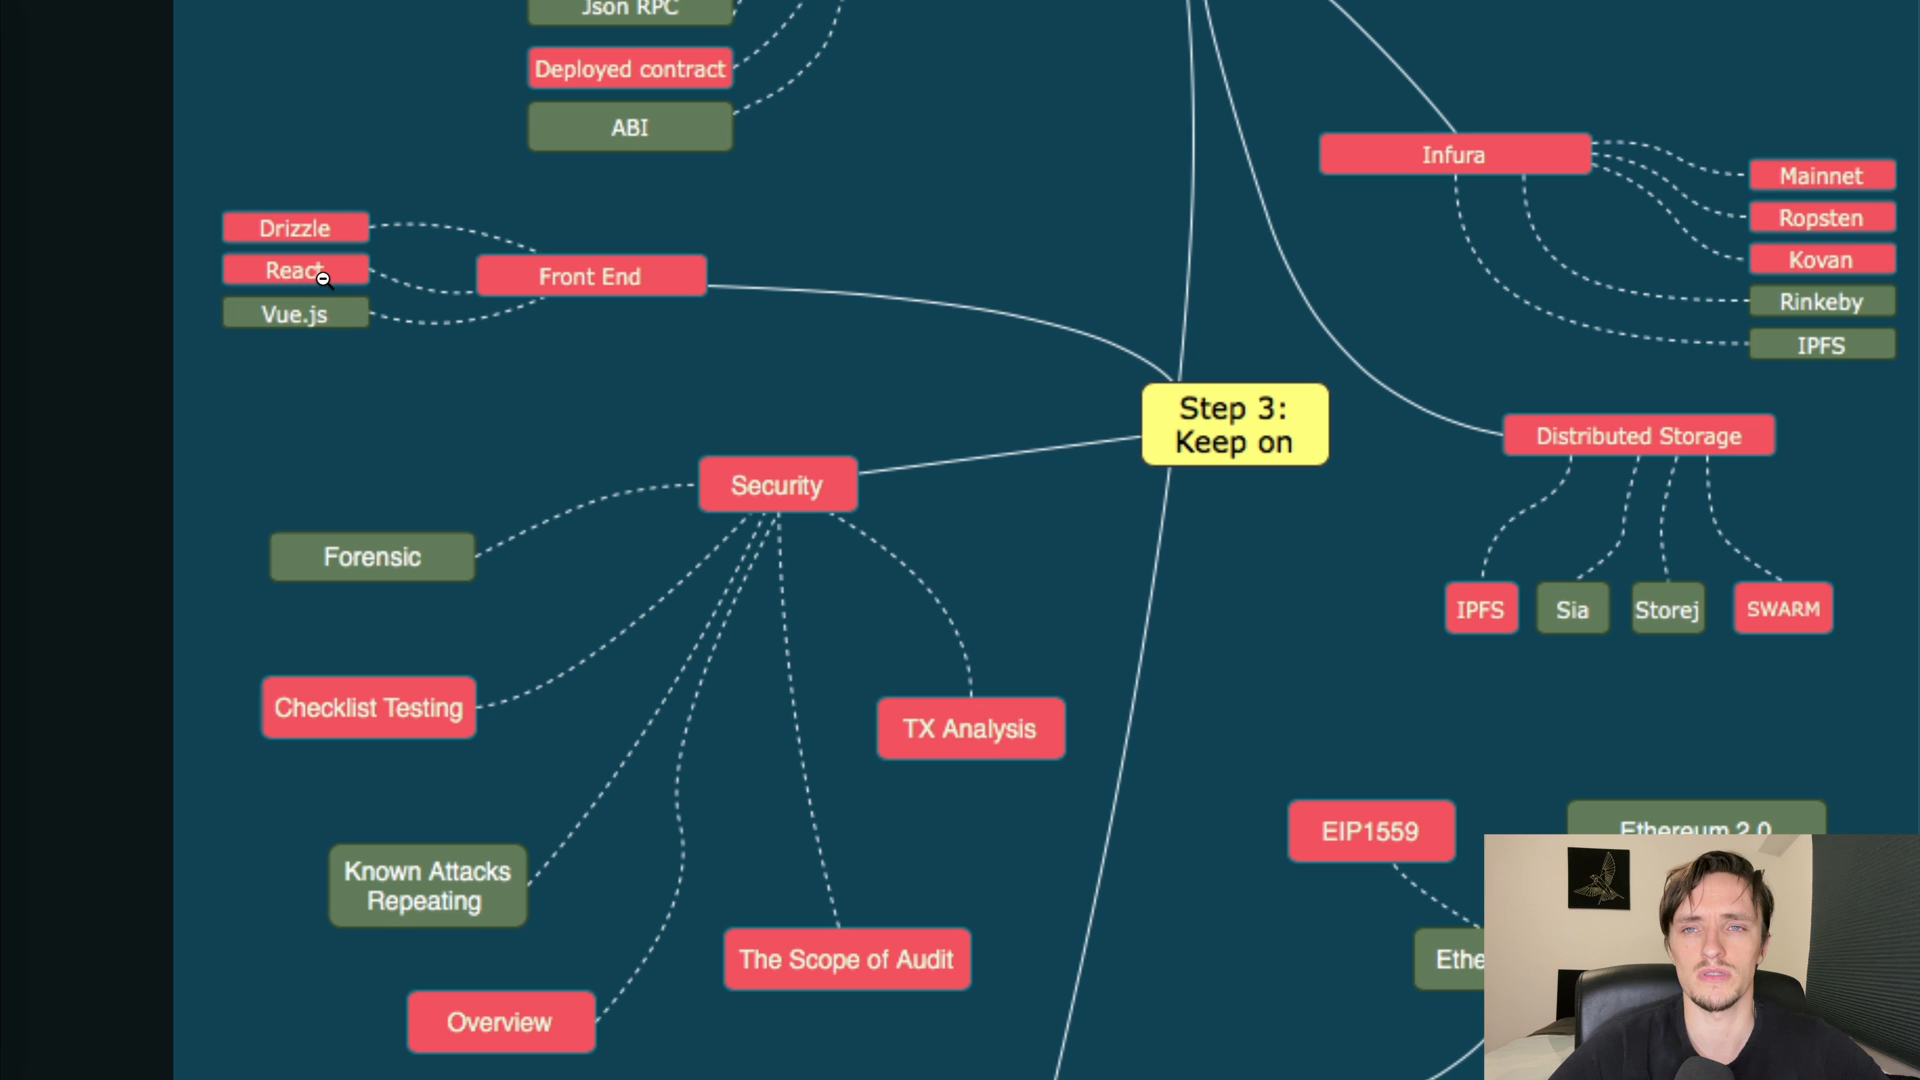 Json RPC
Deployed contract
ABI
Infura
Mainnet
Ropsten
Kovan
Rinkeby
IPFS
Drizzle
React
Vue.js
Front End
Step 3:
Keep on
Distributed Storage
IPFS
Sia
Storej
SWARM
Security
Forensic
Checklist Testing
TX Analysis
Known Attacks
Repeating
The Scope of Audit
Overview
EIP1559
Ethereum 2.0
Ethe